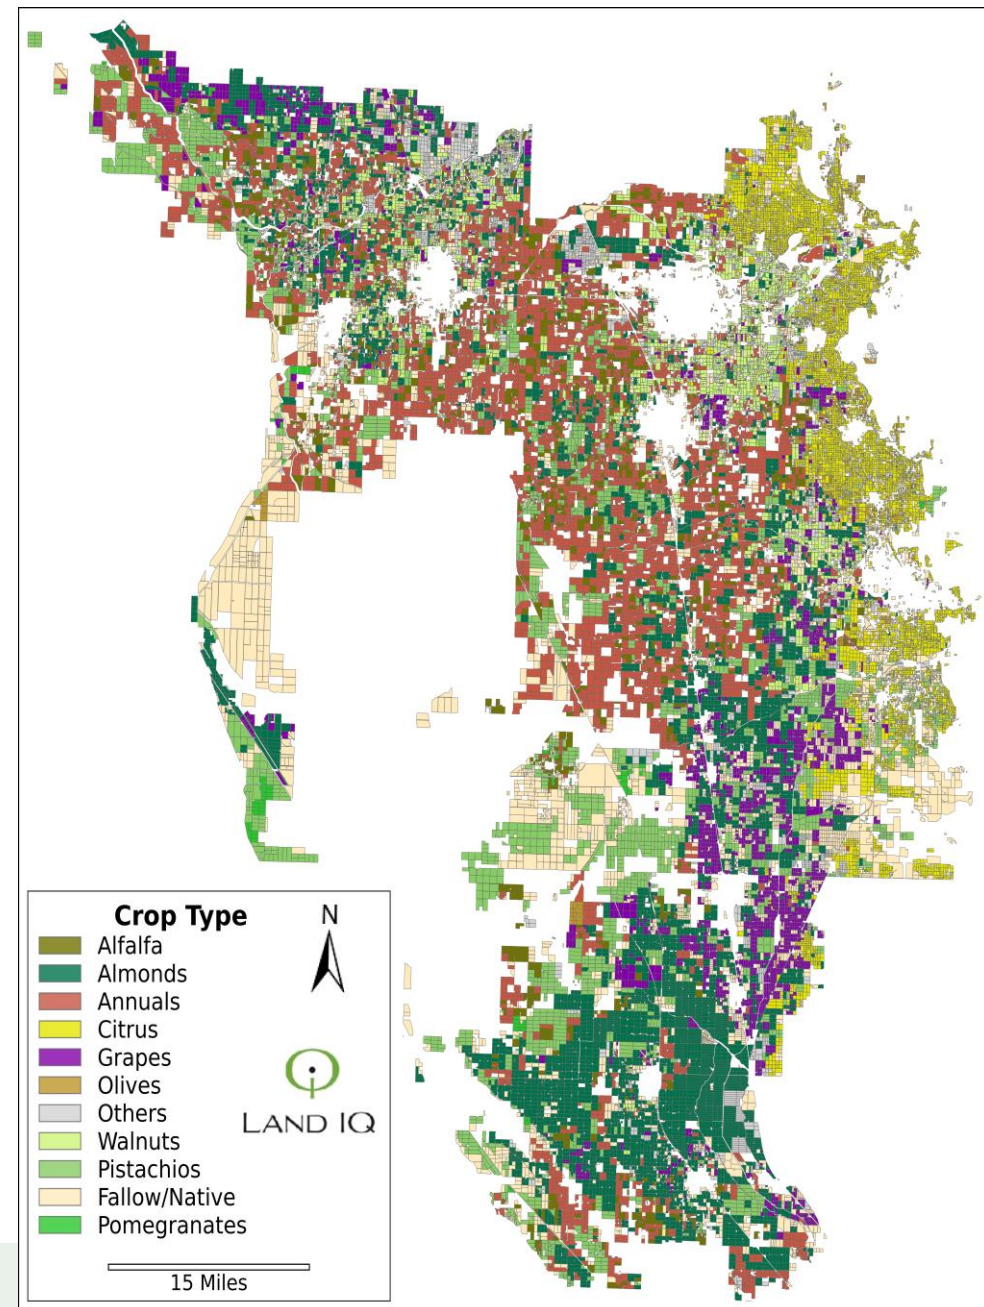 Crop Type
N
Alfalfa
Almonds
Annuals
Citrus
Grapes
Olives
Others
Walnuts
Pistachios
Fallow/Native
Pomegranates
LAND IQ
15 Miles